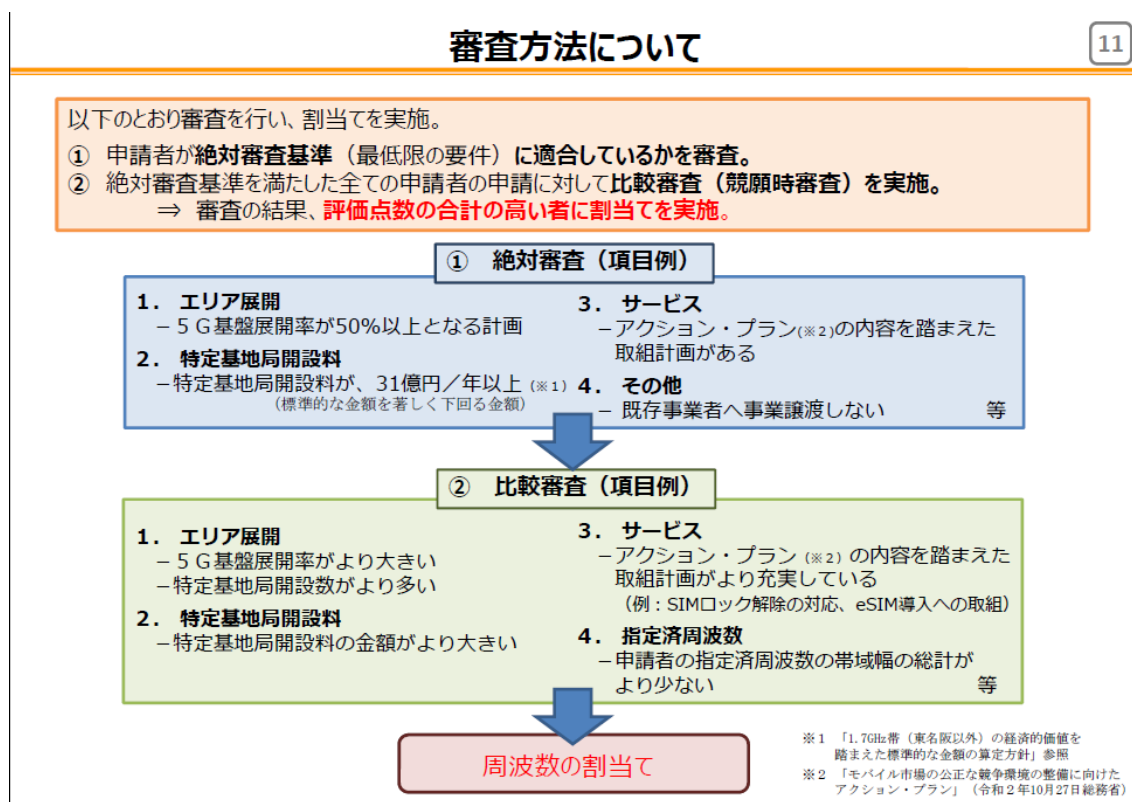 審査方法について
11
以下のとおり審査を行い、割当てを実施。
① 申請者が絶対審査基準（最低限の要件）に適合しているかを審査。
② 絶対審査基準を満たした全ての申請者の申請に対して比較審査（競願時審査）を実施。
⇒ 審査の結果、評価点数の合計の高い者に割当てを実施。
① 絶対審査（項目例）
1． エリア展開
－５Ｇ基盤展開率が50%以上となる計画
2． 特定基地局開設料
－特定基地局開設料が、31億円／年以上（※1）
（標準的な金額を著しく下回る金額）
3． サービス
－アクション・プラン(※2)の内容を踏まえた
取組計画がある
4． その他
－ 既存事業者へ事業譲渡しない 等
② 比較審査（項目例）
1． エリア展開
－５Ｇ基盤展開率がより大きい
－特定基地局開設数がより多い
2． 特定基地局開設料
－特定基地局開設料の金額がより大きい
3． サービス
－アクション・プラン（※2）の内容を踏まえた
取組計画がより充実している
（例：SIMロック解除の対応、eSIM導入への取組）
4． 指定済周波数
－申請者の指定済周波数の帯域幅の総計が
より少ない 等
周波数の割当て
※1 「1.7GHz帯（東名阪以外）の経済的価値を
踏まえた標準的な金額の算定方針」参照
※2 「モバイル市場の公正な競争環境の整備に向けた
アクション・プラン」（令和２年10月27日総務省）